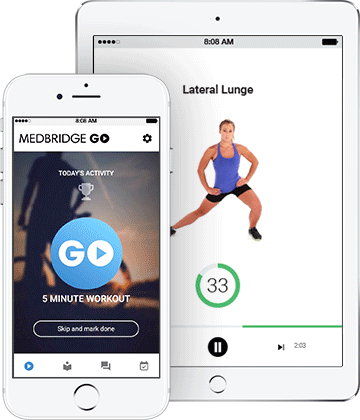 8:08 AM
Lateral Lunge
33
2:03
8:08 AM
MEDBRIDGE GO
TODAY'S ACTIVITY
GO
5 MINUTE WORKOUT
Skip and mark done